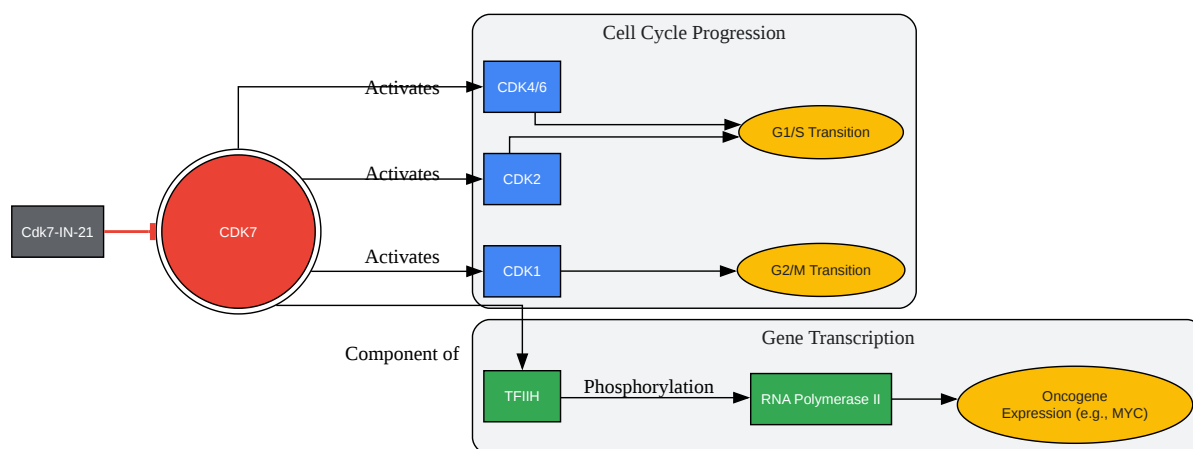 Cell Cycle Progression
Activates
CDK4/6
G1/S Transition
Activates
CDK2
Cdk7-IN-21
CDK7
Activates
CDK1
G2/M Transition
Gene Transcription
Component of
TFIIH
Phosphorylation
RNA Polymerase II
Oncogene
Expression (e.g., MYC)